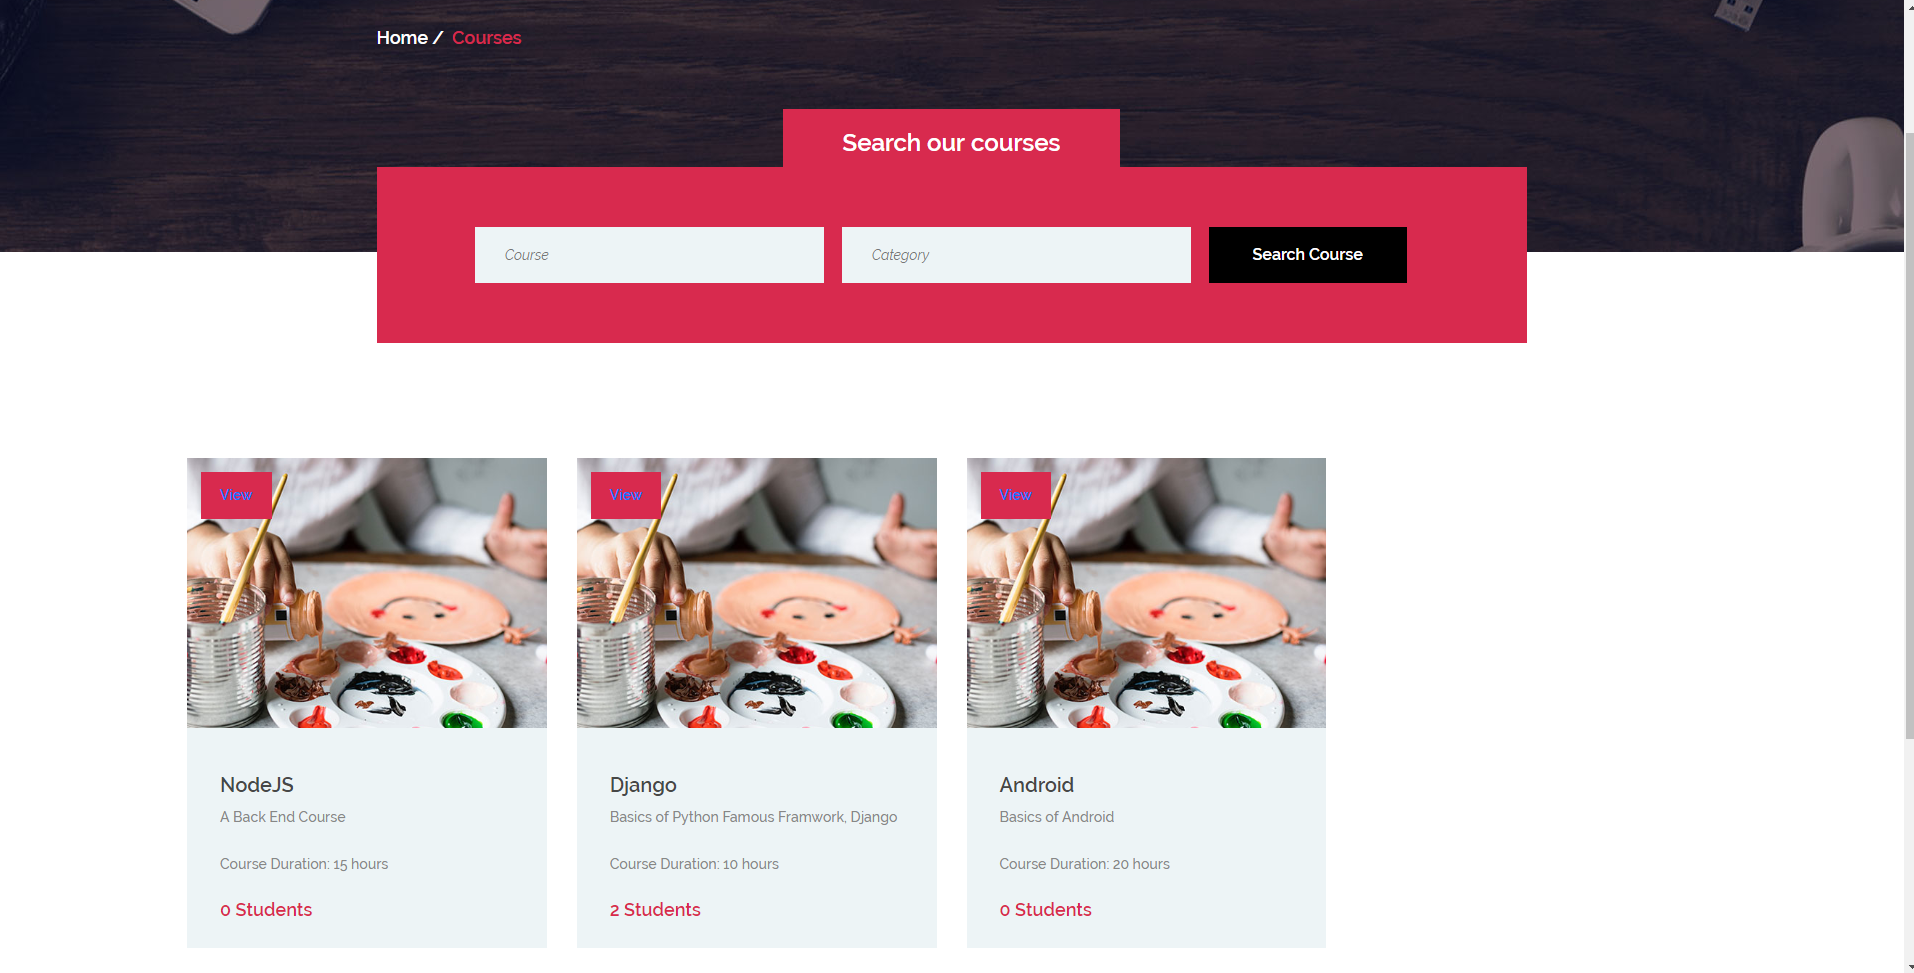 Home / Courses
Search our courses
Course
Category
Search Course
View
View
View
NodeJS
A Back End Course
Course Duration: 15 hours
0 Students
Django
Basics of Python Famous Framwork, Django
Course Duration: 10 hours
2 Students
Android
Basics of Android
Course Duration: 20 hours
0 Students